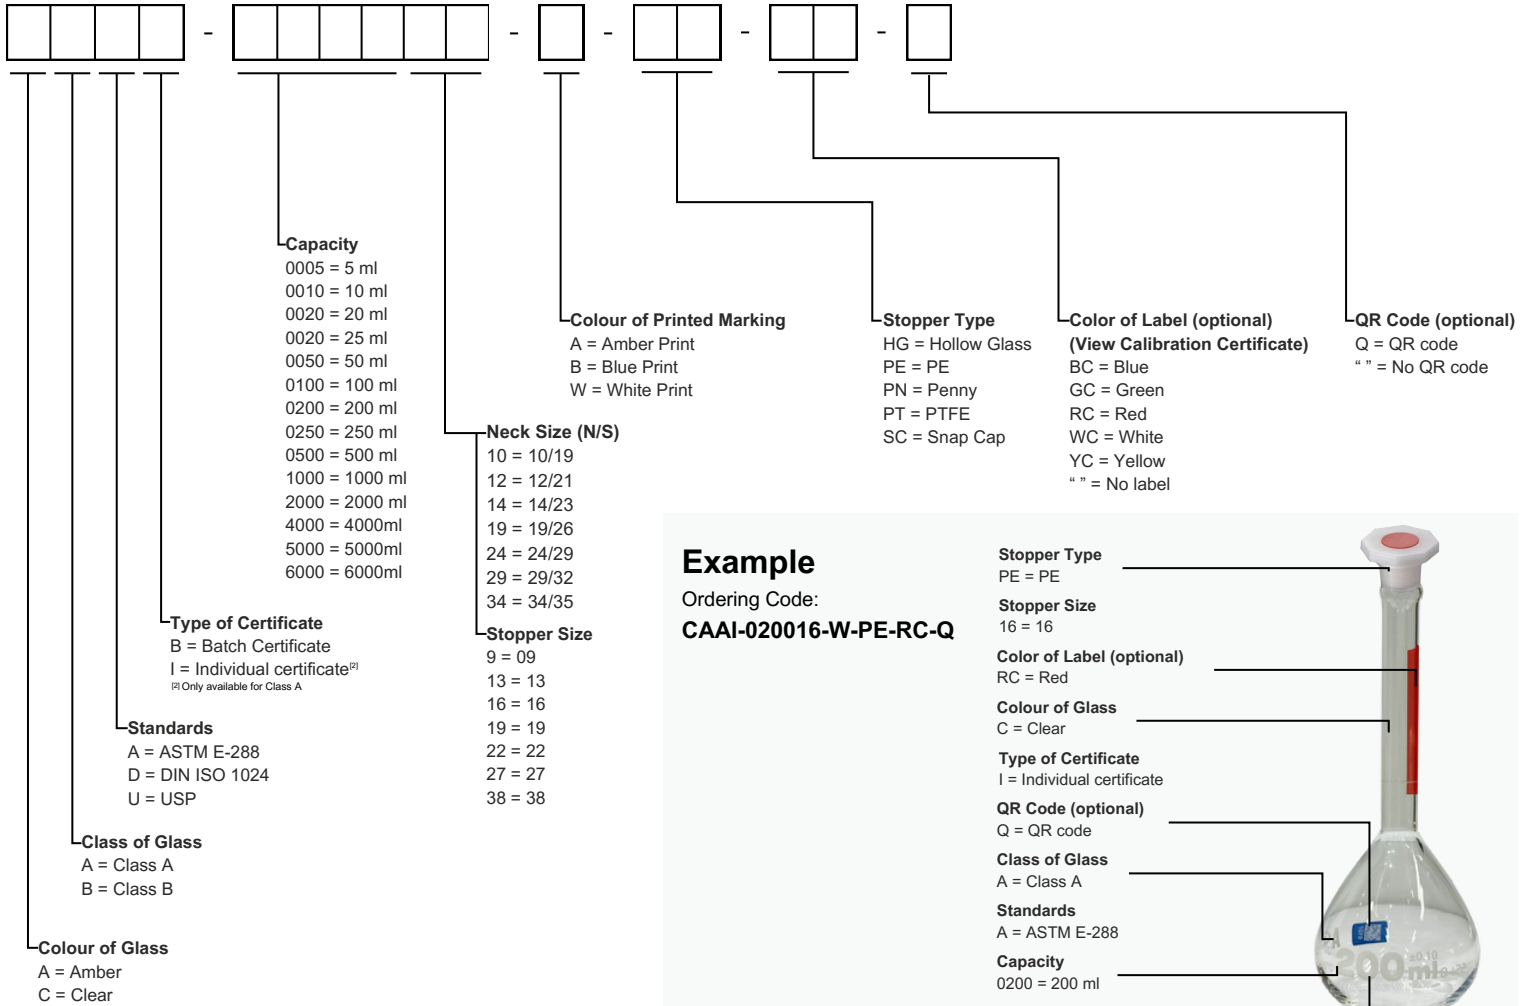 Capacity
0005 = 5 ml
0010 = 10 ml
0020 = 20 ml
0020 = 25 ml
0050 = 50 ml
0100 = 100 ml
0200 = 200 ml
0250 = 250 ml
0500 = 500 ml
1000 = 1000 ml
2000 = 2000 ml
4000 = 4000ml
5000 = 5000ml
6000 = 6000ml
Colour of Printed Marking
A = Amber Print
B = Blue Print
W = White Print
Stopper Type
HG = Hollow Glass
PE = PE
PN = Penny
PT = PTFE
SC = Snap Cap
Color of Label (optional)
(View Calibration Certificate)
BC = Blue
GC = Green
RC = Red
WC = White
YC = Yellow
“ ” = No label
QR Code (optional)
Q = QR code
“ ” = No QR code
Neck Size (N/S)
10 = 10/19
12 = 12/21
14 = 14/23
19 = 19/26
24 = 24/29
29 = 29/32
34 = 34/35
Stopper Size
9 = 09
13 = 13
16 = 16
19 = 19
22 = 22
27 = 27
38 = 38
Type of Certificate
B = Batch Certificate
I = Individual certificate[2]
[2] Only available for Class A
Standards
A = ASTM E-288
D = DIN ISO 1024
U = USP
Class of Glass
A = Class A
B = Class B
Colour of Glass
A = Amber
C = Clear
Example
Ordering Code:
CAAI-020016-W-PE-RC-Q
Stopper Type
PE = PE
Stopper Size
16 = 16
Color of Label (optional)
RC = Red
Colour of Glass
C = Clear
Type of Certificate
I = Individual certificate
QR Code (optional)
Q = QR code
Class of Glass
A = Class A
Standards
A = ASTM E-288
Capacity
0200 = 200 ml
A
±0.10
200ml